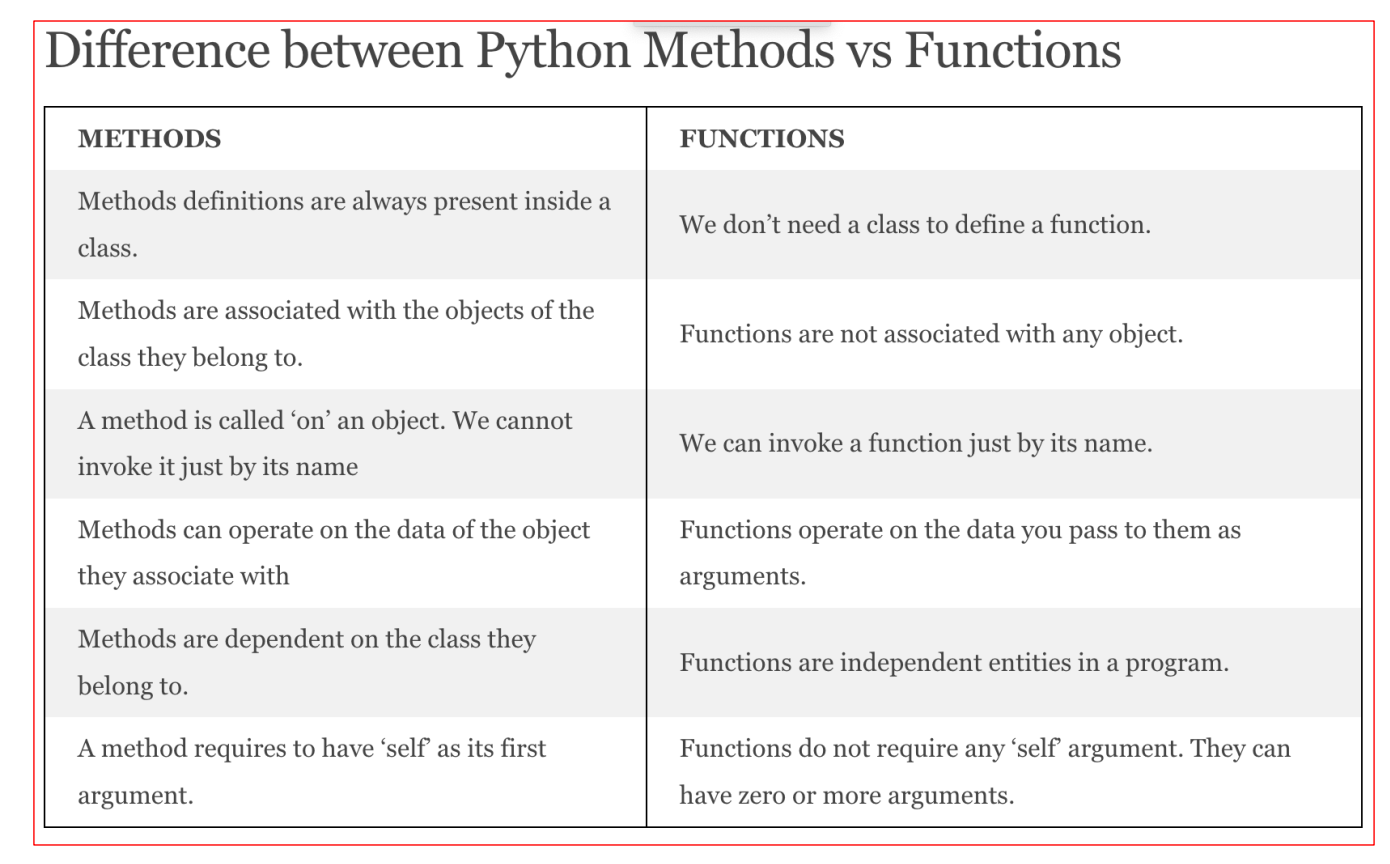 Difference between Python Methods vs Functions
METHODS
FUNCTIONS
Methods definitions are always present inside a
class.
We don’t need a class to define a function.
Methods are associated with the objects of the
class they belong to.
Functions are not associated with any object.
A method is called ‘on’ an object. We cannot
invoke it just by its name
We can invoke a function just by its name.
Methods can operate on the data of the object
they associate with
Functions operate on the data you pass to them as
arguments.
Methods are dependent on the class they
belong to.
Functions are independent entities in a program.
A method requires to have ‘self’ as its first
argument.
Functions do not require any ‘self’ argument. They can
have zero or more arguments.